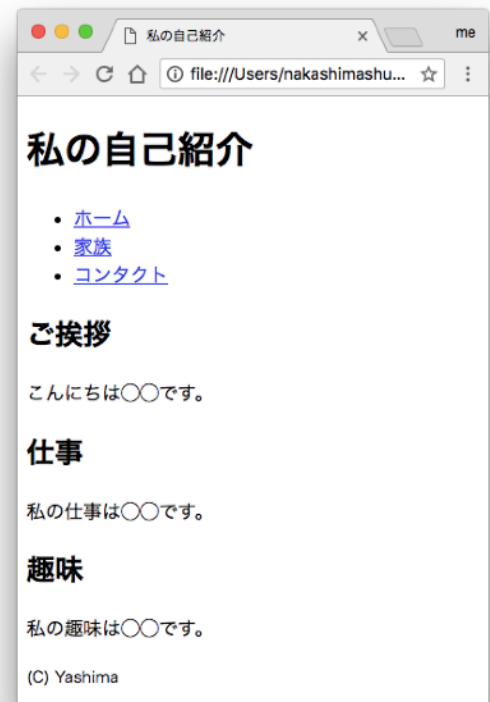 私の自己紹介
me
file:///Users/nakashimashu...
私の自己紹介
ホーム
家族
コンタクト
ご挨拶
こんにちは◯◯です。
仕事
私の仕事は◯◯です。
趣味
私の趣味は◯◯です。
(C) Yashima